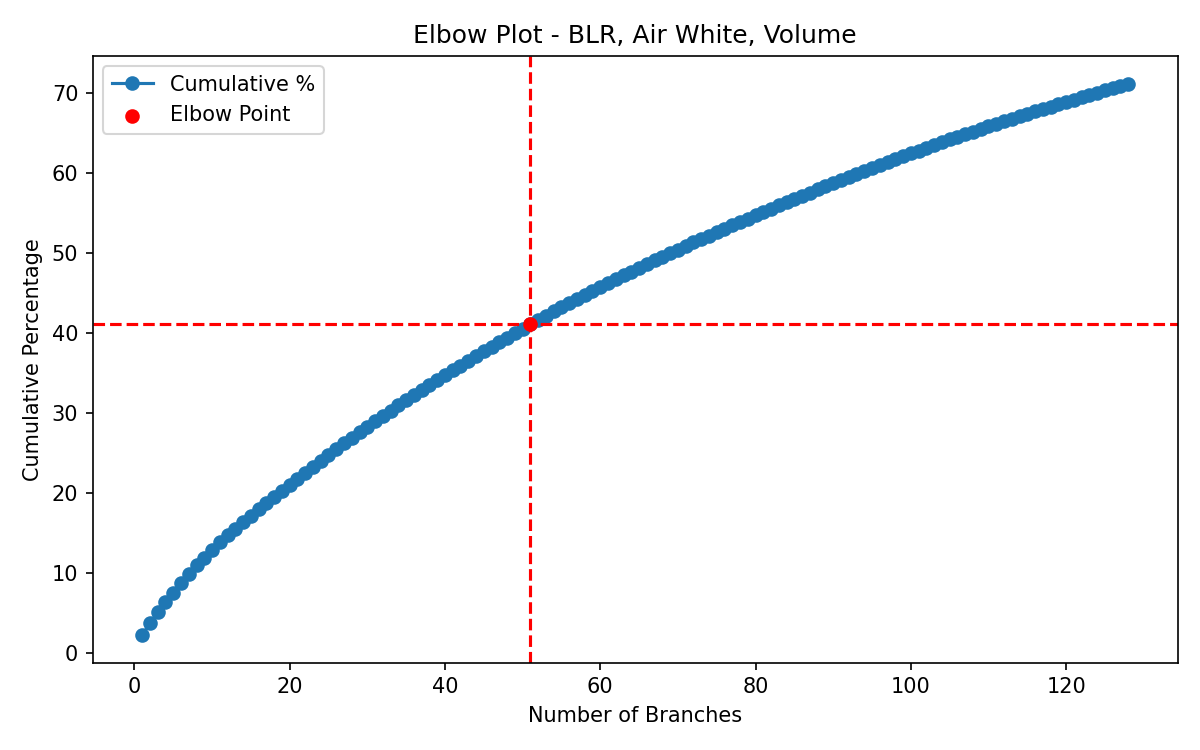 Elbow Plot - BLR, Air White, Volume
Cumulative %
Elbow Point
Cumulative Percentage
70
60
50
40
30
20
10
0
0 20 40 60 80 100 120
Number of Branches